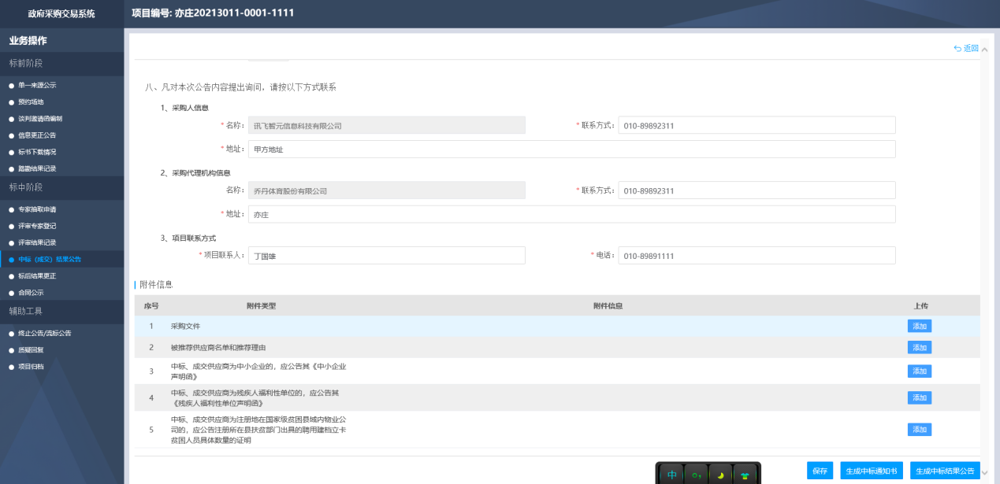 政府采购交易系统
项目编号: 亦庄20213011-0001-1111
业务操作
标前阶段
单一来源公示
预约场地
谈判邀请函编制
信息更正公告
标书下载情况
踏勘结果记录
标中阶段
专家抽取申请
评审专家登记
评审结果记录
中标（成交）结果公告
标后结果更正
合同公示
辅助工具
终止公告/流标公告
质疑回复
项目归档
返回
八、凡对本次公告内容提出询问，请按以下方式联系
1、采购人信息
* 名称： 讯飞智元信息科技有限公司 * 联系方式： 010-89892311
* 地址： 甲方地址
2、采购代理机构信息
名称： 乔丹体育股份有限公司 * 联系方式： 010-89892311
* 地址： 亦庄
3、项目联系方式
* 项目联系人： 丁国雄 * 电话： 010-89891111
附件信息
序号 附件类型 附件信息 上传
1 采购文件 添加
2 被推荐供应商名单和推荐理由 添加
3 中标、成交供应商为中小企业的，应公告其《中小企业
声明函》 添加
4 中标、成交供应商为残疾人福利性单位的，应公告其
《残疾人福利性单位声明函》 添加
中标、成交供应商为注册地在国家级贫困县域内物业公
5 司的，应公告注册所在县扶贫部门出具的聘用建档立卡 添加
贫困人员具体数量的证明
中
保存 生成中标通知书 生成中标结果公告